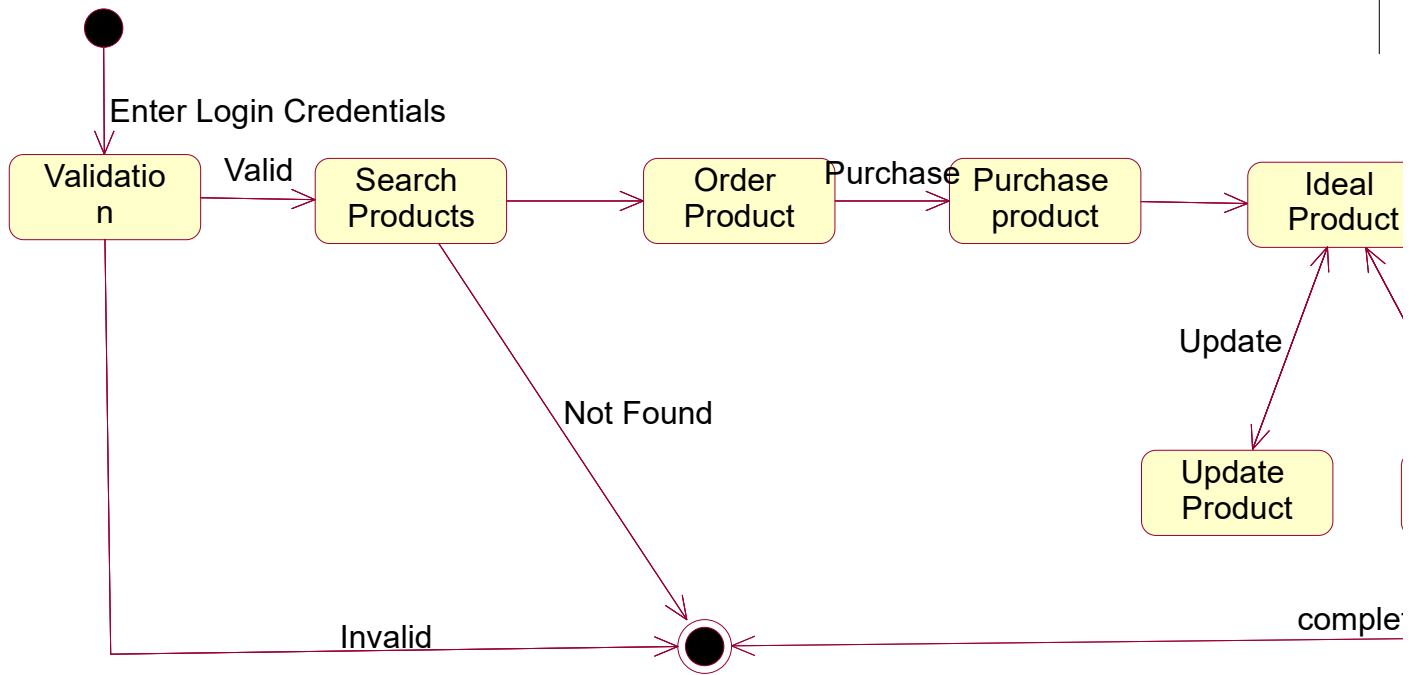 Enter Login Credentials
Validatio
n
Valid
Search
Products
Order
Product
Purchase
Purchase
product
Ideal
Product
Update
Not Found
Update
Product
Invalid
complet